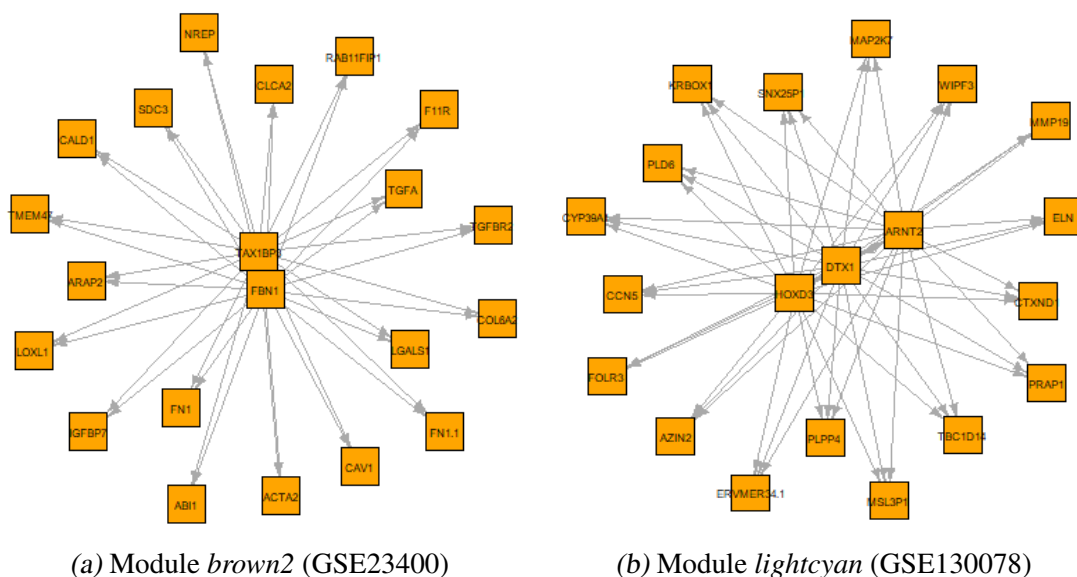 NREP
RAB11FIP1
CLCA2
SDC3
F11R
CALD1
TGFA
TMEM47
TGFBR2
TAX1BP3
ARAP2
FBN1
COL6A2
LOXL1
LGALS1
FN1
IGFBP7
FN1.1
CAV1
ABI1
ACTA2
(a) Module brown2 (GSE23400)
MAP2K7
KRBOX1
SNX25P1
WIPF3
MMP19
PLD6
CYP39A1
ELN
ARNT2
DTX1
CCN5
HOXD3
CTXND1
FOLR3
PRAP1
AZIN2
PLPP4
TBC1D14
ERVMER34.1
MSL3P1
(b) Module lightcyan (GSE130078)